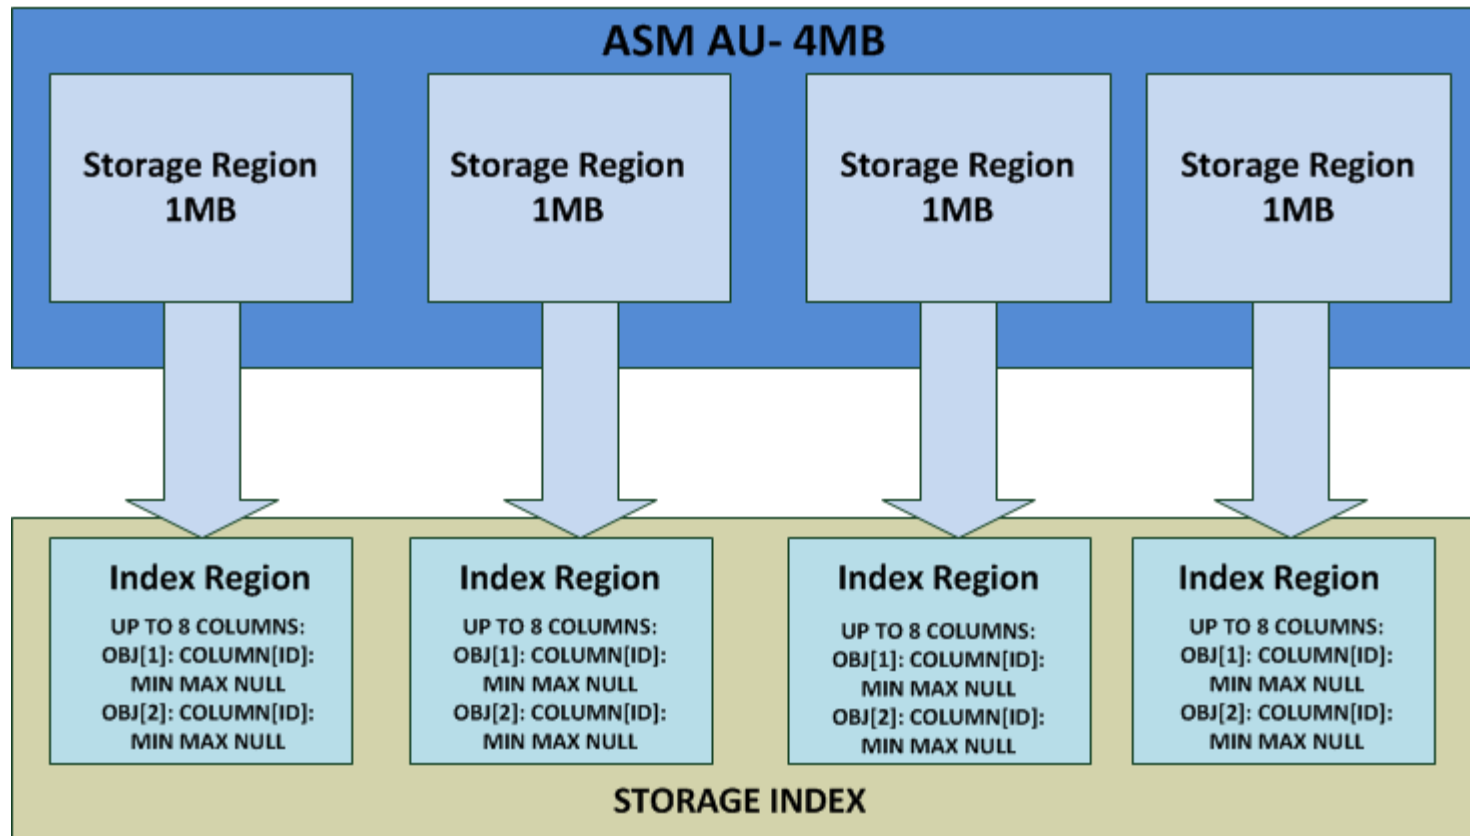 ASM AU- 4MB
Storage Region
1MB
Storage Region
1MB
Storage Region
1MB
Storage Region
1MB
Index Region
UP TO 8 COLUMNS:
OBJ[1]: COLUMN[ID]:
MIN MAX NULL
OBJ[2]: COLUMN[ID]:
MIN MAX NULL
Index Region
UP TO 8 COLUMNS:
OBJ[1]: COLUMN[ID]:
MIN MAX NULL
OBJ[2]: COLUMN[ID]:
MIN MAX NULL
Index Region
UP TO 8 COLUMNS:
OBJ[1]: COLUMN[ID]:
MIN MAX NULL
OBJ[2]: COLUMN[ID]:
MIN MAX NULL
Index Region
UP TO 8 COLUMNS:
OBJ[1]: COLUMN[ID]:
MIN MAX NULL
OBJ[2]: COLUMN[ID]:
MIN MAX NULL
STORAGE INDEX